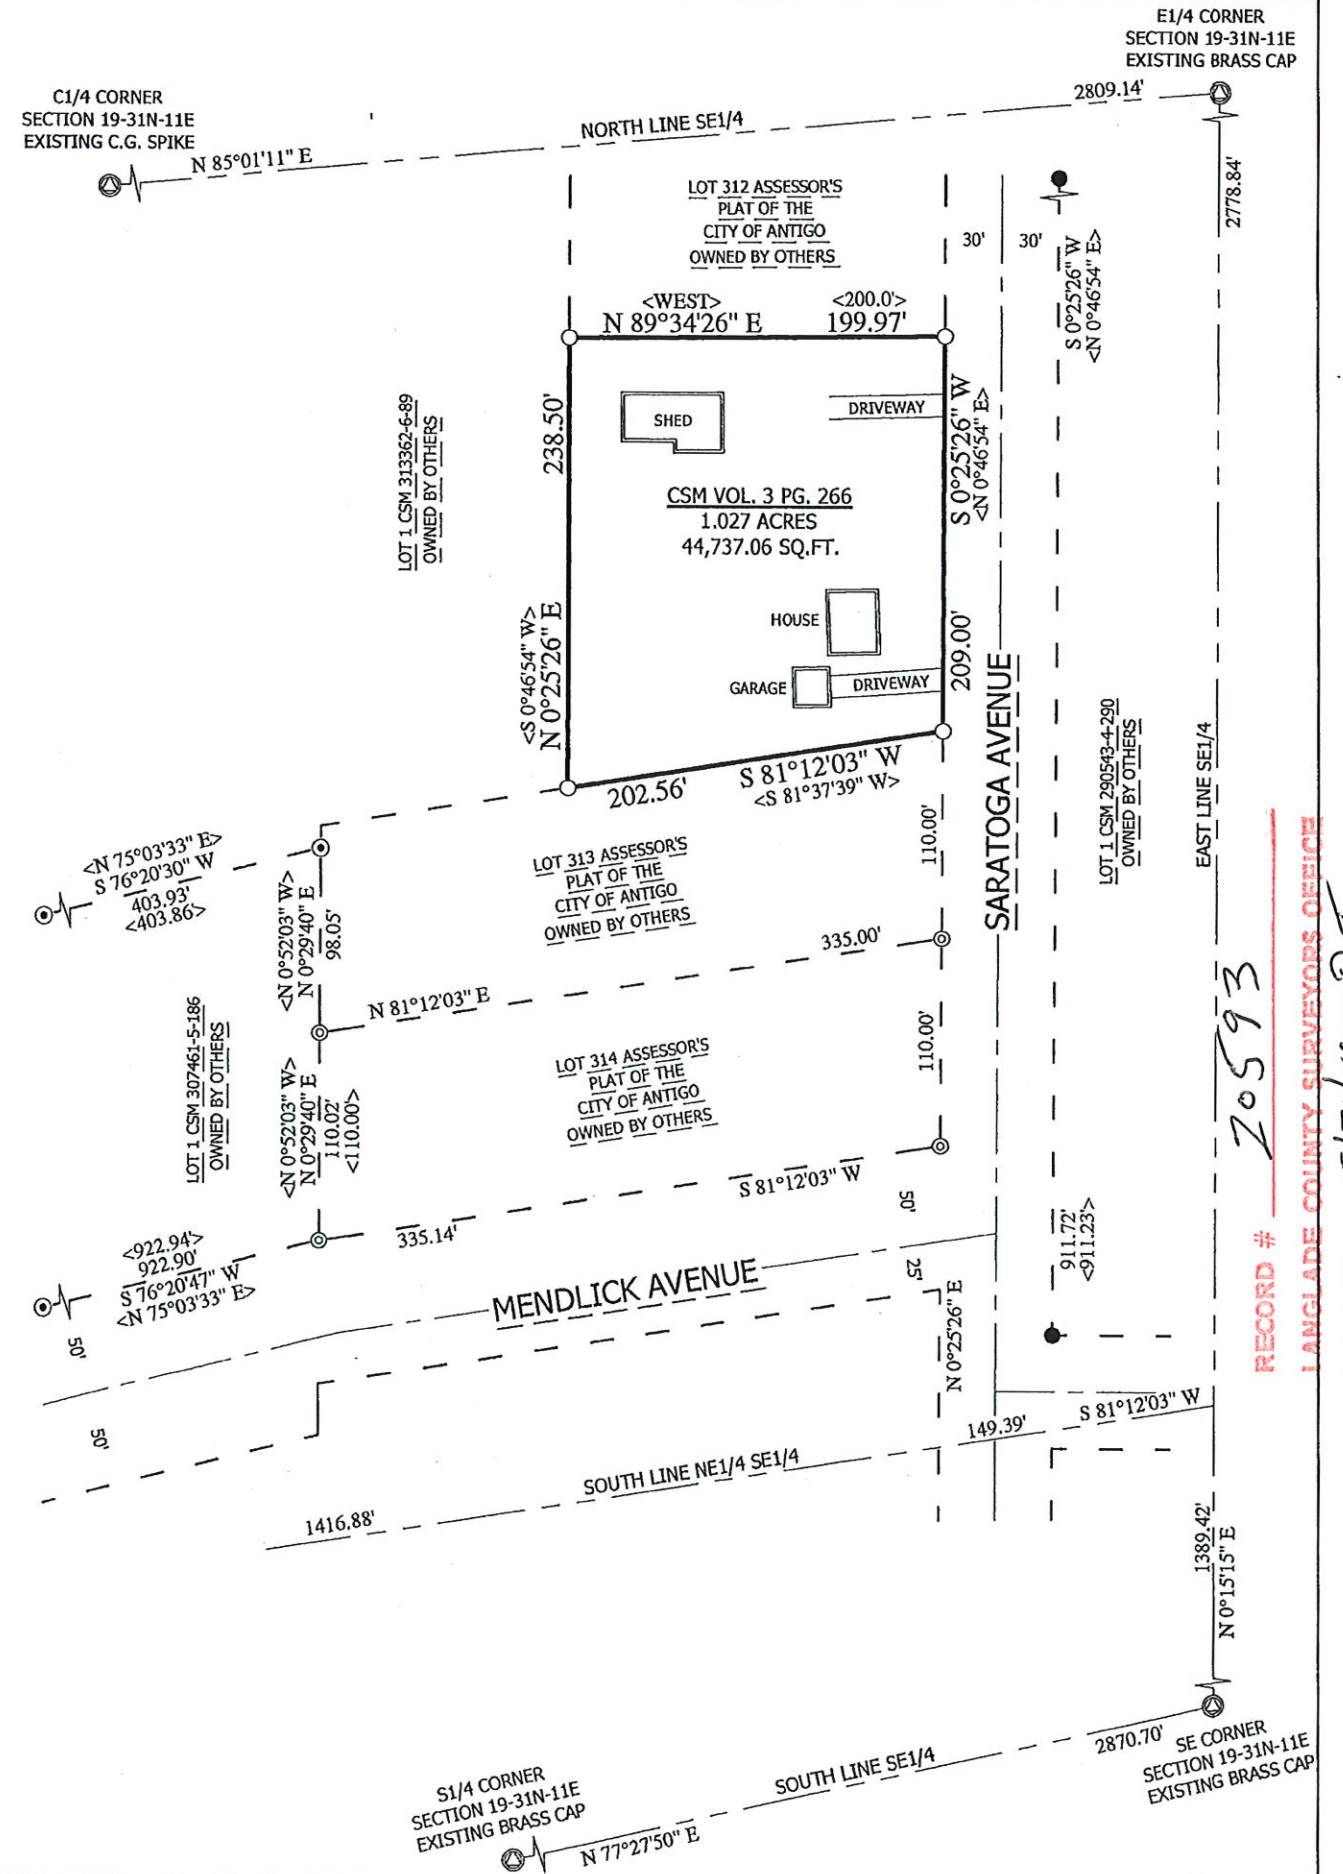 E1/4 CORNER
SECTION 19-31N-11E
EXISTING BRASS CAP
C1/4 CORNER
SECTION 19-31N-11E
EXISTING C.G. SPIKE
N 85°01'11" E
NORTH LINE SE1/4
2809.14'
2778.84'
LOT 312 ASSESSOR'S
PLAT OF THE
CITY OF ANTIGO
OWNED BY OTHERS
30'
30'
S 0°25'26" W
<N 0°46'54" E>
<WEST>
<200.0'>
N 89°34'26" E
199.97'
LOT 1 CSM 313362-6-89
OWNED BY OTHERS
238.50'
SHED
DRIVEWAY
S 0°25'26" W
<N 0°46'54" E>
CSM VOL. 3 PG. 266
1.027 ACRES
44,737.06 SQ.FT.
HOUSE
<S 0°46'54" W>
N 0°25'26" E
209.00'
GARAGE
DRIVEWAY
SARATOGA AVENUE
LOT 1 CSM 290543-4-290
OWNED BY OTHERS
EAST LINE SE1/4
202.56'
S 81°12'03" W
<S 81°37'39" W>
<N 75°03'33" E>
S 76°20'30" W
403.93'
<403.86>
LOT 313 ASSESSOR'S
PLAT OF THE
CITY OF ANTIGO
OWNED BY OTHERS
110.00'
<N 0°52'03" W>
N 0°29'40" E
98.05'
335.00'
N 81°12'03" E
LOT 1 CSM 307461-5-186
OWNED BY OTHERS
LOT 314 ASSESSOR'S
PLAT OF THE
CITY OF ANTIGO
OWNED BY OTHERS
110.00'
<N 0°52'03" W>
N 0°29'40" E
110.02'
<110.00'>
S 81°12'03" W
335.14'
<922.94'>
922.90'
S 76°20'47" W
<N 75°03'33" E>
50'
25'
MENDLICK AVENUE
911.72'
<911.23'>
50'
50'
N 0°25'26" E
149.39'
S 81°12'03" W
SOUTH LINE NE1/4 SE1/4
1416.88'
1389.42'
N 0°15'15" E
RECORD # 20593
LANGLADE COUNTY SURVEYORS OFFICE
SE CORNER
SECTION 19-31N-11E
EXISTING BRASS CAP
2870.70'
SOUTH LINE SE1/4
S1/4 CORNER
SECTION 19-31N-11E
EXISTING BRASS CAP
N 77°27'50" E